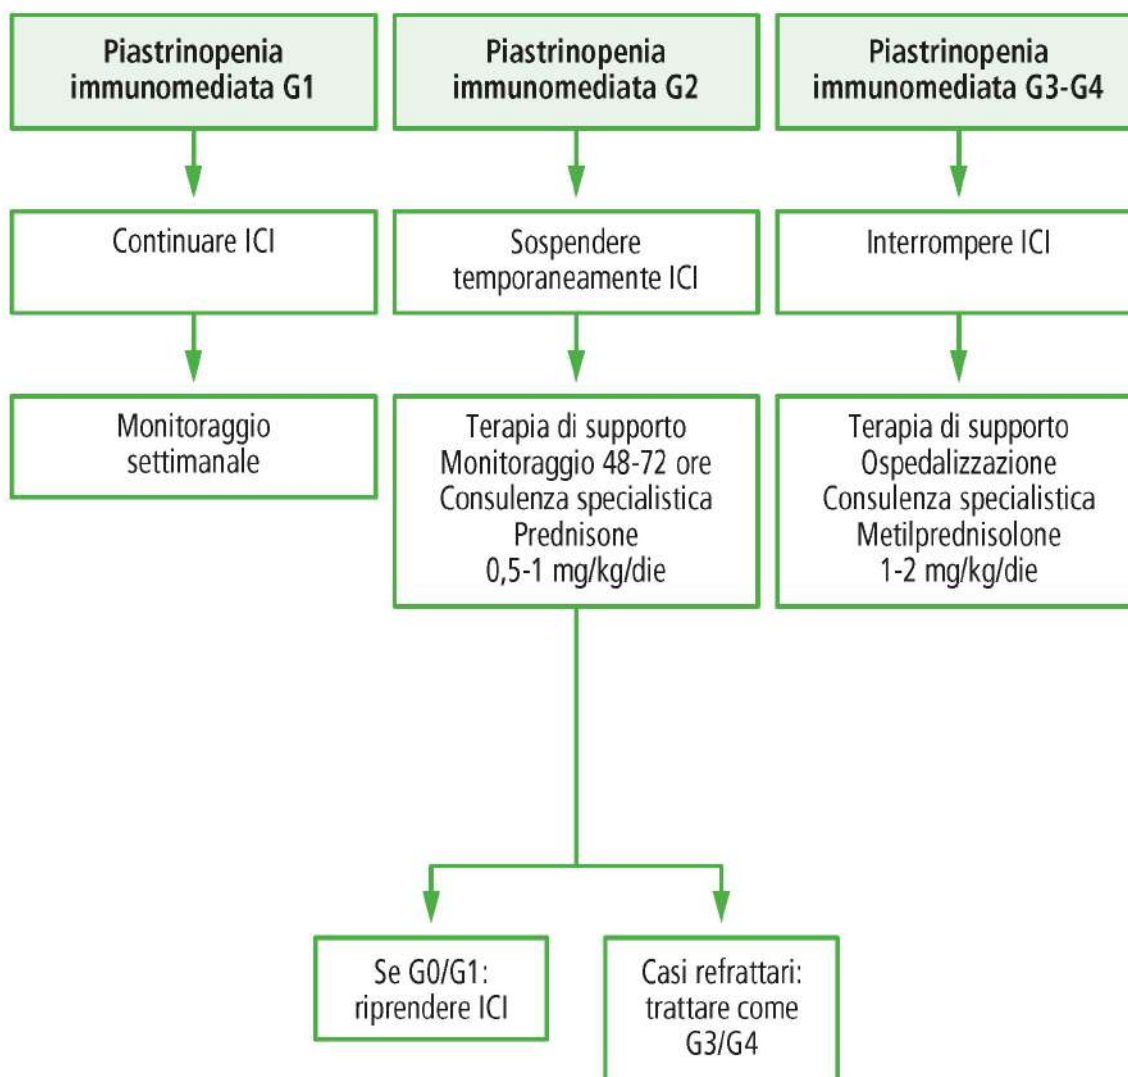 Piastrinopenia
immunomediata G1
Piastrinopenia
immunomediata G2
Piastrinopenia
immunomediata G3-G4
Continuare ICI
Sospendere
temporaneamente ICI
Interrompere ICI
Monitoraggio
settimanale
Terapia di supporto
Monitoraggio 48-72 ore
Consulenza specialistica
Prednisone
0,5-1 mg/kg/die
Terapia di supporto
Ospedalizzazione
Consulenza specialistica
Metilprednisolone
1-2 mg/kg/die
Se G0/G1:
riprendere ICI
Casi refrattari:
trattare come
G3/G4